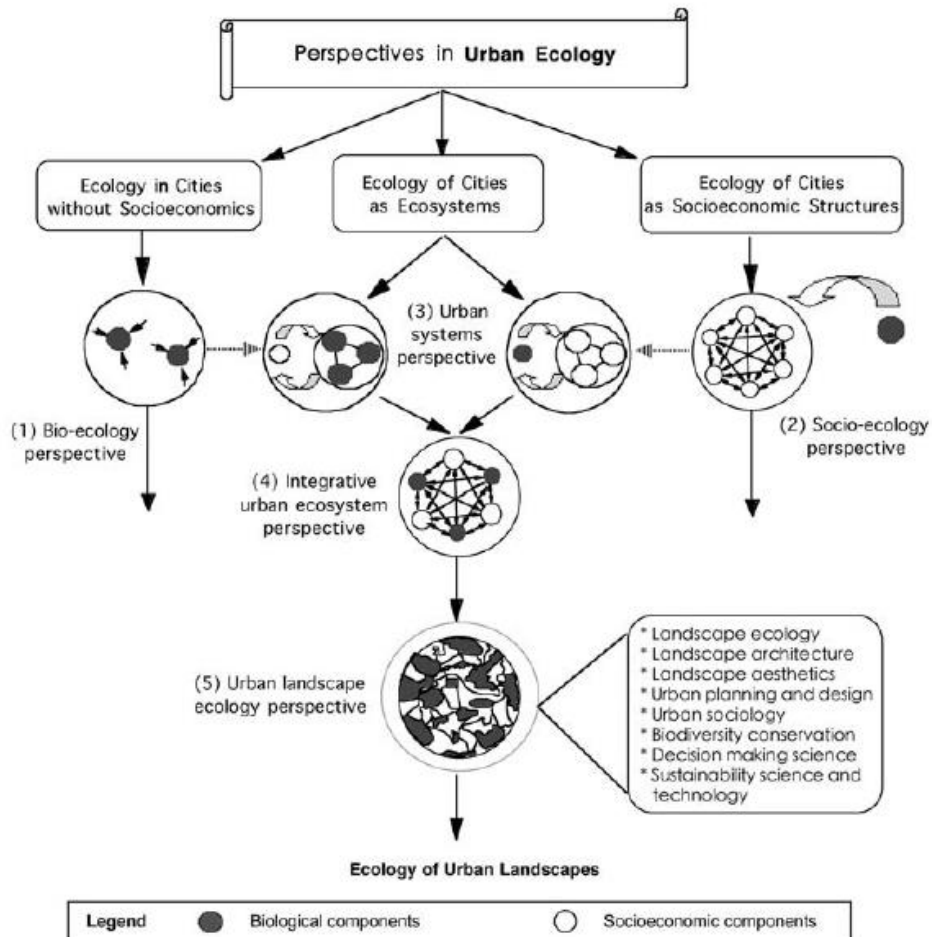 Perspectives in Urban Ecology
Ecology in Cities
without Socioeconomics
Ecology of Cities
as Ecosystems
Ecology of Cities
as Socioeconomic Structures
(3) Urban
systems
perspective
(1) Bio-ecology
perspective
(2) Socio-ecology
perspective
(4) Integrative
urban ecosystem
perspective
(5) Urban landscape
ecology perspective
* Landscape ecology
* Landscape architecture
* Landscape aesthetics
* Urban planning and design
* Urban sociology
* Biodiversity conservation
* Decision making science
* Sustainability science and
technology
Ecology of Urban Landscapes
Legend Biological components Socioeconomic components